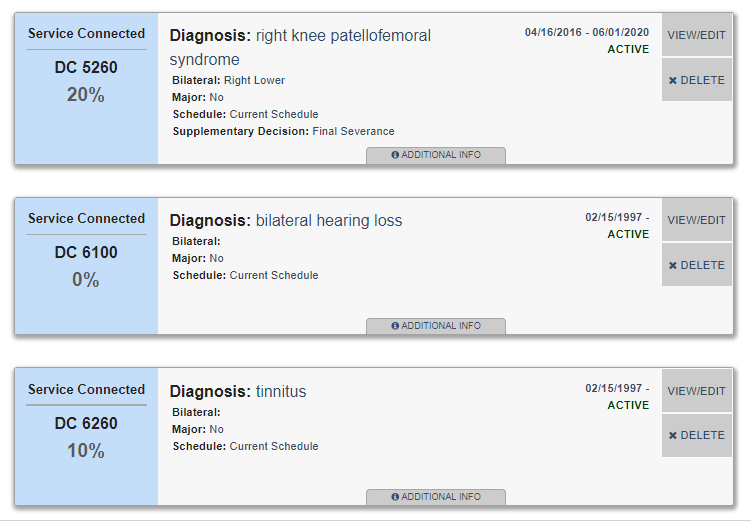 Service Connected
DC 5260
20%
Diagnosis: right knee patellofemoral
syndrome
Bilateral: Right Lower
Major: No
Schedule: Current Schedule
Supplementary Decision: Final Severance
04/16/2016 - 06/01/2020
ACTIVE
VIEW/EDIT
✖ DELETE
ADDITIONAL INFO
Service Connected
DC 6100
0%
Diagnosis: bilateral hearing loss
Bilateral:
Major: No
Schedule: Current Schedule
02/15/1997 -
ACTIVE
VIEW/EDIT
✖ DELETE
ADDITIONAL INFO
Service Connected
DC 6260
10%
Diagnosis: tinnitus
Bilateral:
Major: No
Schedule: Current Schedule
02/15/1997 -
ACTIVE
VIEW/EDIT
✖ DELETE
ADDITIONAL INFO